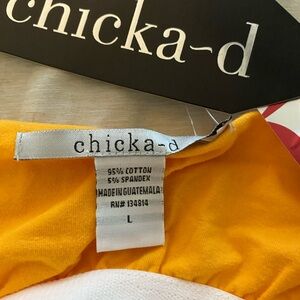 chicka~d
chicka-d
95% COTTON
5% SPANDEX
MADE IN GUATEMALA
RN# 134814
L